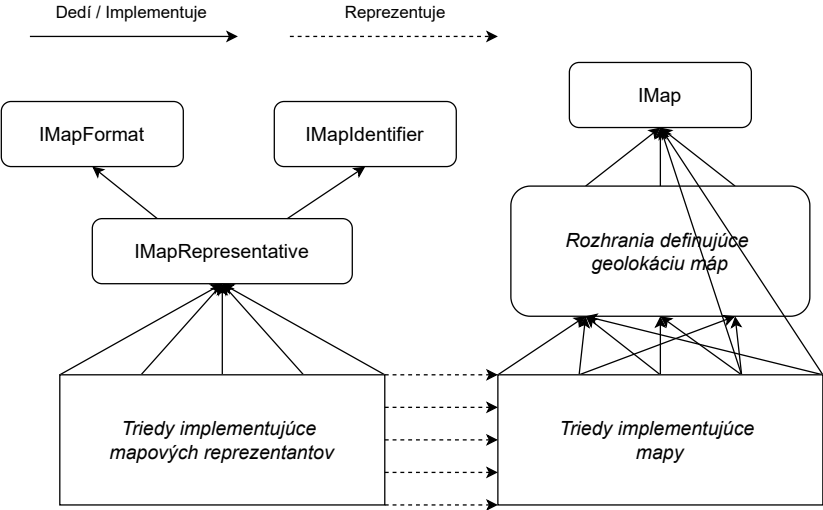 Dedí / Implementuje
Reprezentuje
IMapFormat
IMapIdentifier
IMap
IMapRepresentative
Rozhrania definujúce
geolokáciu máp
Triedy implementujúce
mapových reprezentantov
Triedy implementujúce
mapy